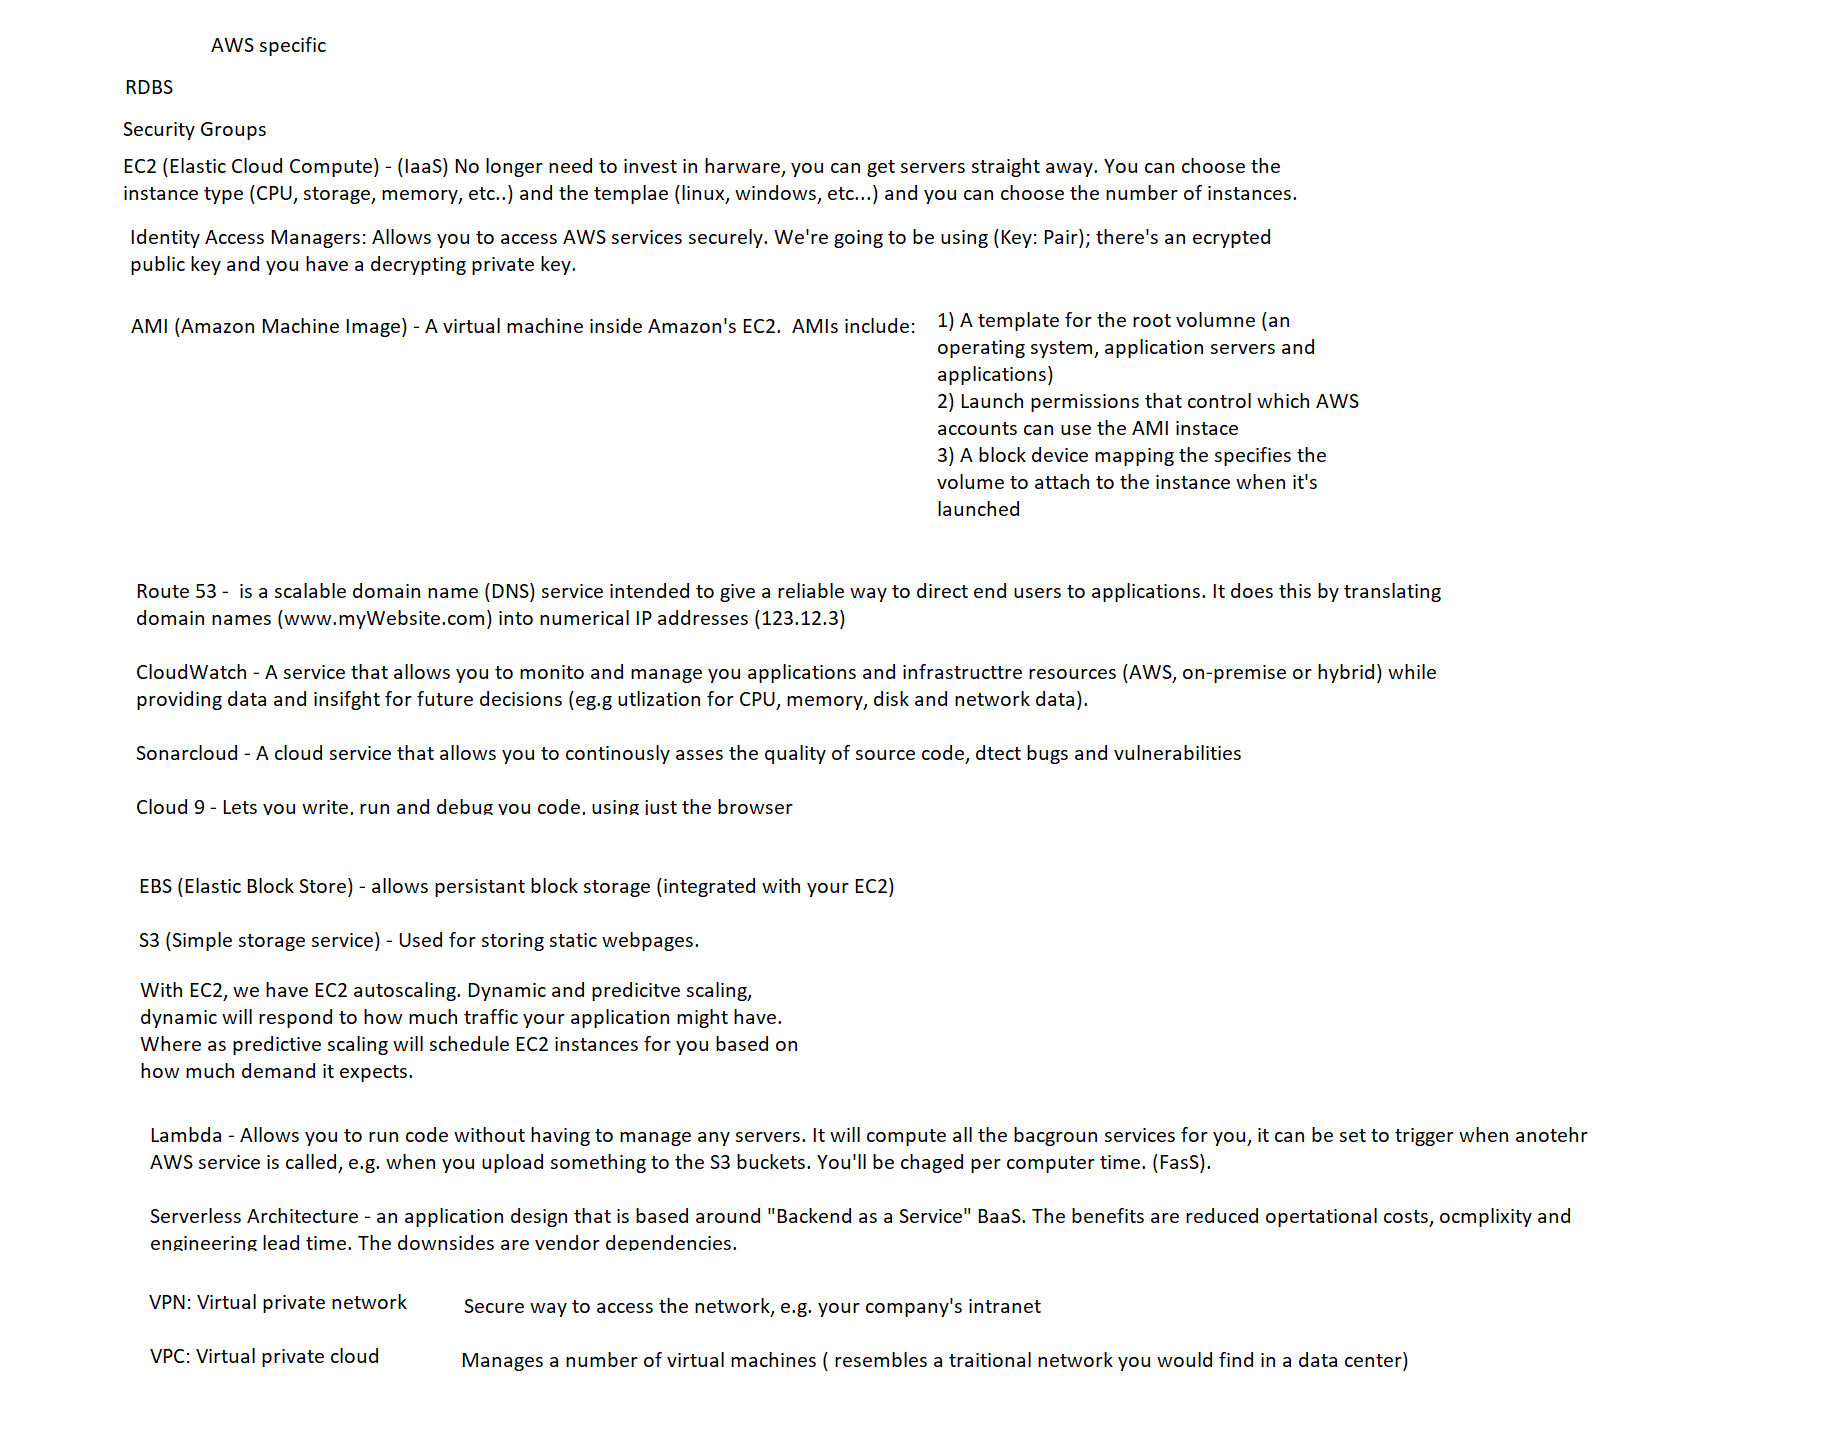 AWS specific
RDBS
Security Groups
EC2 (Elastic Cloud Compute) - (IaaS) No longer need to invest in harware, you can get servers straight away. You can choose the
instance type (CPU, storage, memory, etc..) and the templae (linux, windows, etc...) and you can choose the number of instances.
Identity Access Managers: Allows you to access AWS services securely. We're going to be using (Key: Pair); there's an ecrypted
public key and you have a decrypting private key.
AMI (Amazon Machine Image) - A virtual machine inside Amazon's EC2.  AMIs include:
1) A template for the root volumne (an
operating system, application servers and
applications)
2) Launch permissions that control which AWS
accounts can use the AMI instace
3) A block device mapping the specifies the
volume to attach to the instance when it's
launched
Route 53 -  is a scalable domain name (DNS) service intended to give a reliable way to direct end users to applications. It does this by translating
domain names (www.myWebsite.com) into numerical IP addresses (123.12.3)
CloudWatch - A service that allows you to monito and manage you applications and infrastructtre resources (AWS, on-premise or hybrid) while
providing data and insifght for future decisions (eg.g utlization for CPU, memory, disk and network data).
Sonarcloud - A cloud service that allows you to continously asses the quality of source code, dtect bugs and vulnerabilities
Cloud 9 - Lets you write, run and debug you code, using just the browser
EBS (Elastic Block Store) - allows persistant block storage (integrated with your EC2)
S3 (Simple storage service) - Used for storing static webpages.
With EC2, we have EC2 autoscaling. Dynamic and predicitve scaling,
dynamic will respond to how much traffic your application might have.
Where as predictive scaling will schedule EC2 instances for you based on
how much demand it expects.
Lambda - Allows you to run code without having to manage any servers. It will compute all the bacgroun services for you, it can be set to trigger when anotehr
AWS service is called, e.g. when you upload something to the S3 buckets. You'll be chaged per computer time. (FasS).
Serverless Architecture - an application design that is based around "Backend as a Service" BaaS. The benefits are reduced opertational costs, ocmplixity and
engineering lead time. The downsides are vendor dependencies.
VPN: Virtual private network
Secure way to access the network, e.g. your company's intranet
VPC: Virtual private cloud
Manages a number of virtual machines ( resembles a traitional network you would find in a data center)